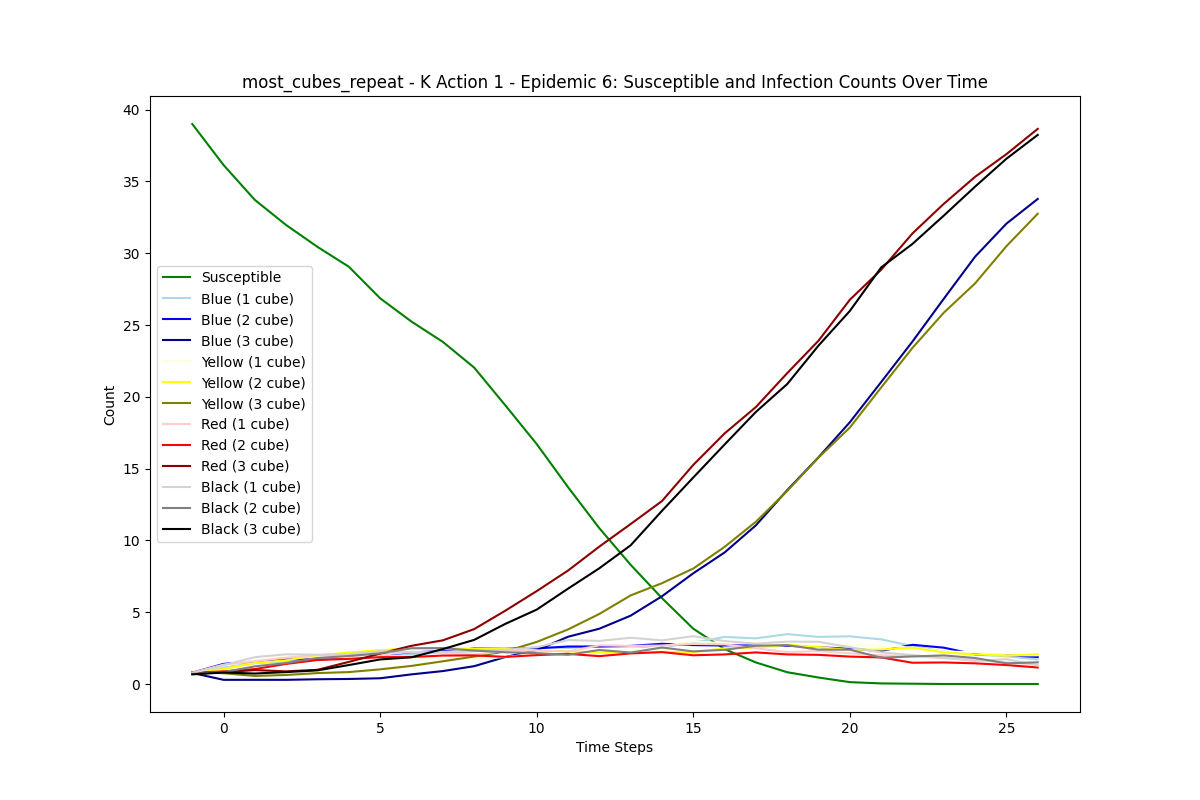 most_cubes_repeat - K Action 1 - Epidemic 6: Susceptible and Infection Counts Over Time
40
35
30
25
20
15
10
5
0
Count
Susceptible
Blue (1 cube)
Blue (2 cube)
Blue (3 cube)
Yellow (1 cube)
Yellow (2 cube)
Yellow (3 cube)
Red (1 cube)
Red (2 cube)
Red (3 cube)
Black (1 cube)
Black (2 cube)
Black (3 cube)
0 5 10 15 20 25
Time Steps